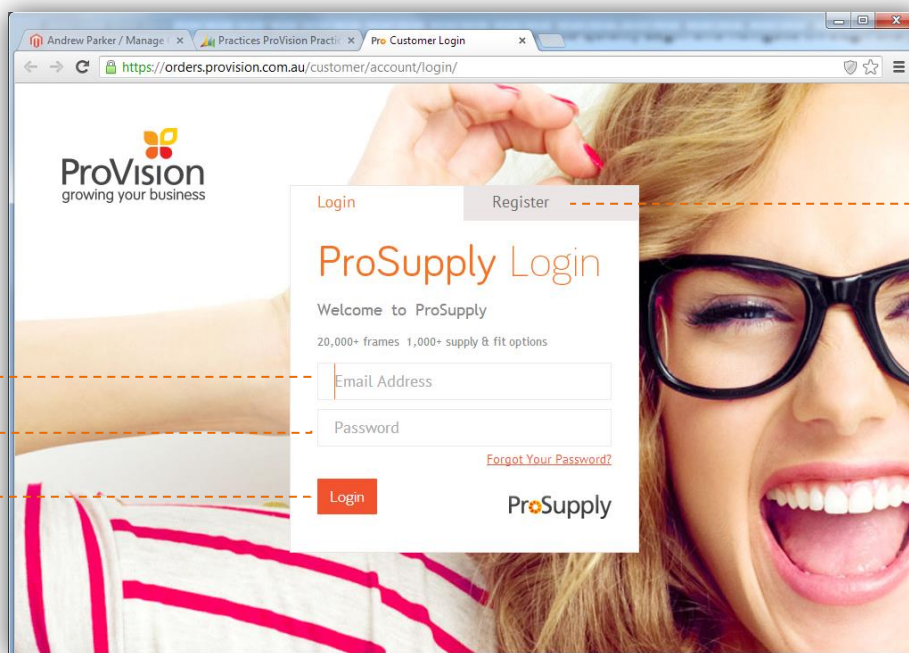 Andrew Parker / Manage
Practices ProVision Practi
Pro Customer Login
https://orders.provision.com.au/customer/account/login/
ProVision
growing your business
Login
Register
ProSupply Login
Welcome to ProSupply
20,000+ frames 1,000+ supply & fit options
Email Address
Password
Forgot Your Password?
Login
ProSupply